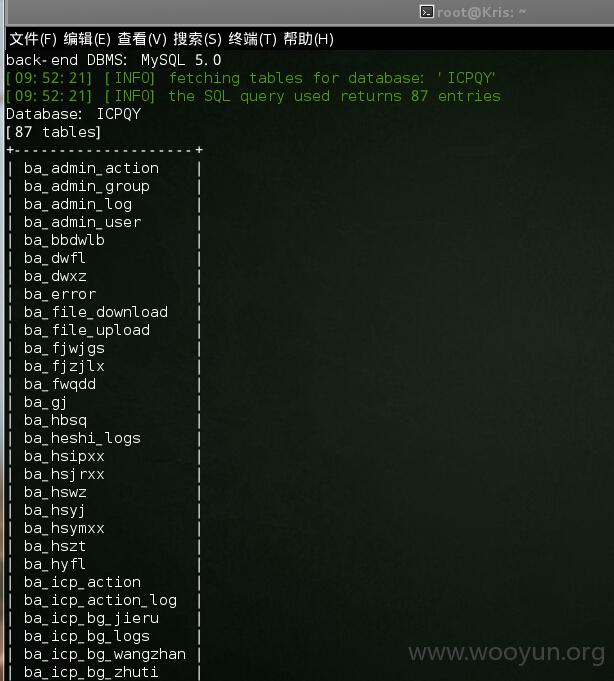 root@Kris: ~
文件(F) 编辑(E) 查看(V) 搜索(S) 终端(T) 帮助(H)
back-end DBMS: MySQL 5.0
[09:52:21] [INFO] fetching tables for database: 'ICPQY'
[09:52:21] [INFO] the SQL query used returns 87 entries
Database: ICPQY
[87 tables]
+--------------------+
| ba_admin_action    |
| ba_admin_group     |
| ba_admin_log       |
| ba_admin_user      |
| ba_bbdwlb          |
| ba_dwfl            |
| ba_dwxz            |
| ba_error           |
| ba_file_download   |
| ba_file_upload     |
| ba_fjwjgs          |
| ba_fjzjlx          |
| ba_fwqdd           |
| ba_gj              |
| ba_hbsq            |
| ba_heshi_logs      |
| ba_hsipxx          |
| ba_hsjrxx          |
| ba_hswz            |
| ba_hsyj            |
| ba_hsymxx          |
| ba_hszt            |
| ba_hyfl            |
| ba_icp_action      |
| ba_icp_action_log  |
| ba_icp_bg_jieru    |
| ba_icp_bg_logs     |
| ba_icp_bg_wangzhan |
| ba_icp_bg_zhuti    |
www.wooyun.org